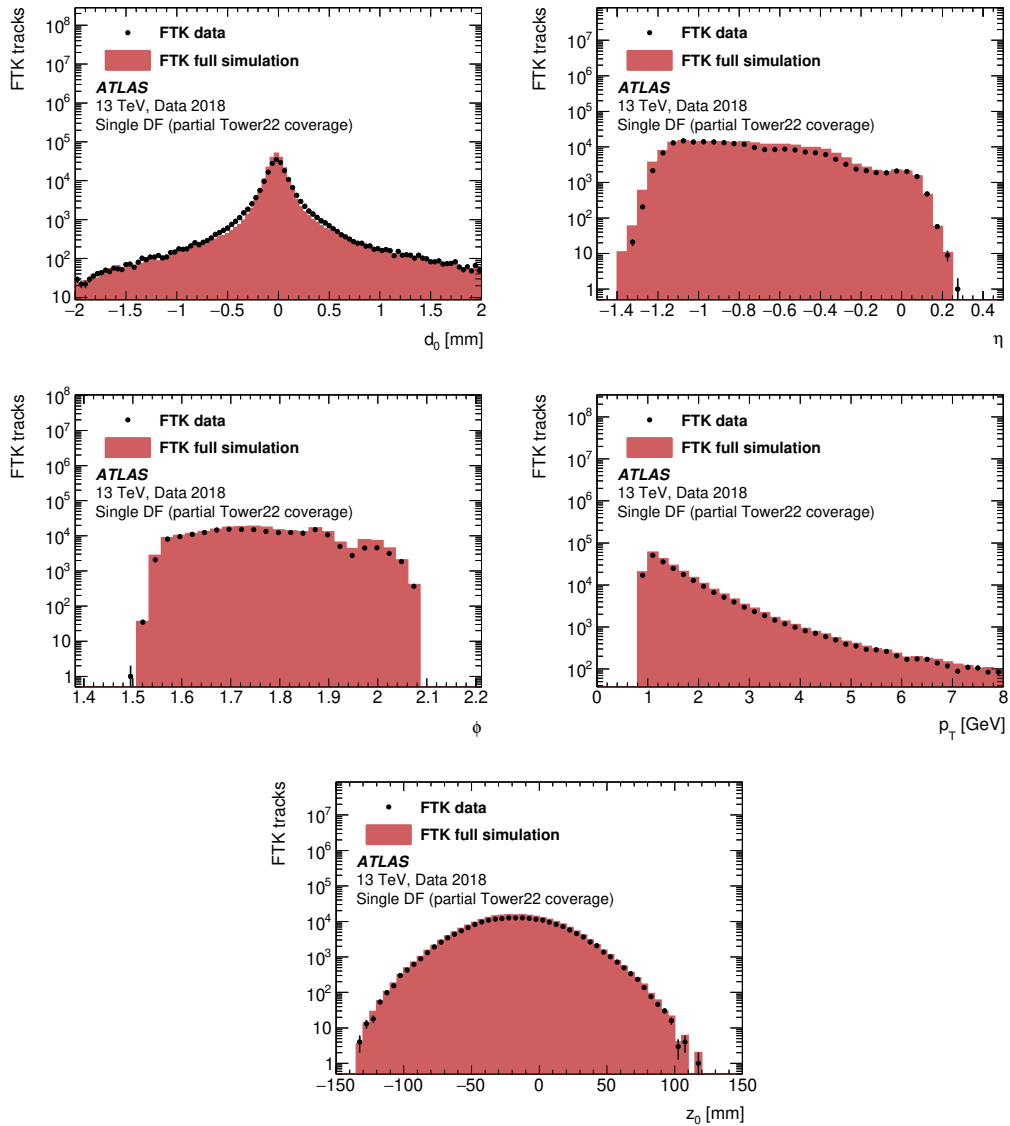 FTK tracks
10⁸
10⁷
10⁶
10⁵
10⁴
10³
10²
10
FTK data
FTK full simulation
ATLAS
13 TeV, Data 2018
Single DF (partial Tower22 coverage)
−2 −1.5 −1 −0.5 0 0.5 1 1.5 2
d₀ [mm]
FTK tracks
10⁷
10⁶
10⁵
10⁴
10³
10²
10
1
FTK data
FTK full simulation
ATLAS
13 TeV, Data 2018
Single DF (partial Tower22 coverage)
−1.4 −1.2 −1 −0.8 −0.6 −0.4 −0.2 0 0.2 0.4
η
FTK tracks
10⁸
10⁷
10⁶
10⁵
10⁴
10³
10²
10
1
FTK data
FTK full simulation
ATLAS
13 TeV, Data 2018
Single DF (partial Tower22 coverage)
1.4 1.5 1.6 1.7 1.8 1.9 2 2.1 2.2
ϕ
FTK tracks
10⁸
10⁷
10⁶
10⁵
10⁴
10³
10²
FTK data
FTK full simulation
ATLAS
13 TeV, Data 2018
Single DF (partial Tower22 coverage)
0 1 2 3 4 5 6 7 8
p_T [GeV]
FTK tracks
10⁷
10⁶
10⁵
10⁴
10³
10²
10
1
FTK data
FTK full simulation
ATLAS
13 TeV, Data 2018
Single DF (partial Tower22 coverage)
−150 −100 −50 0 50 100 150
z₀ [mm]